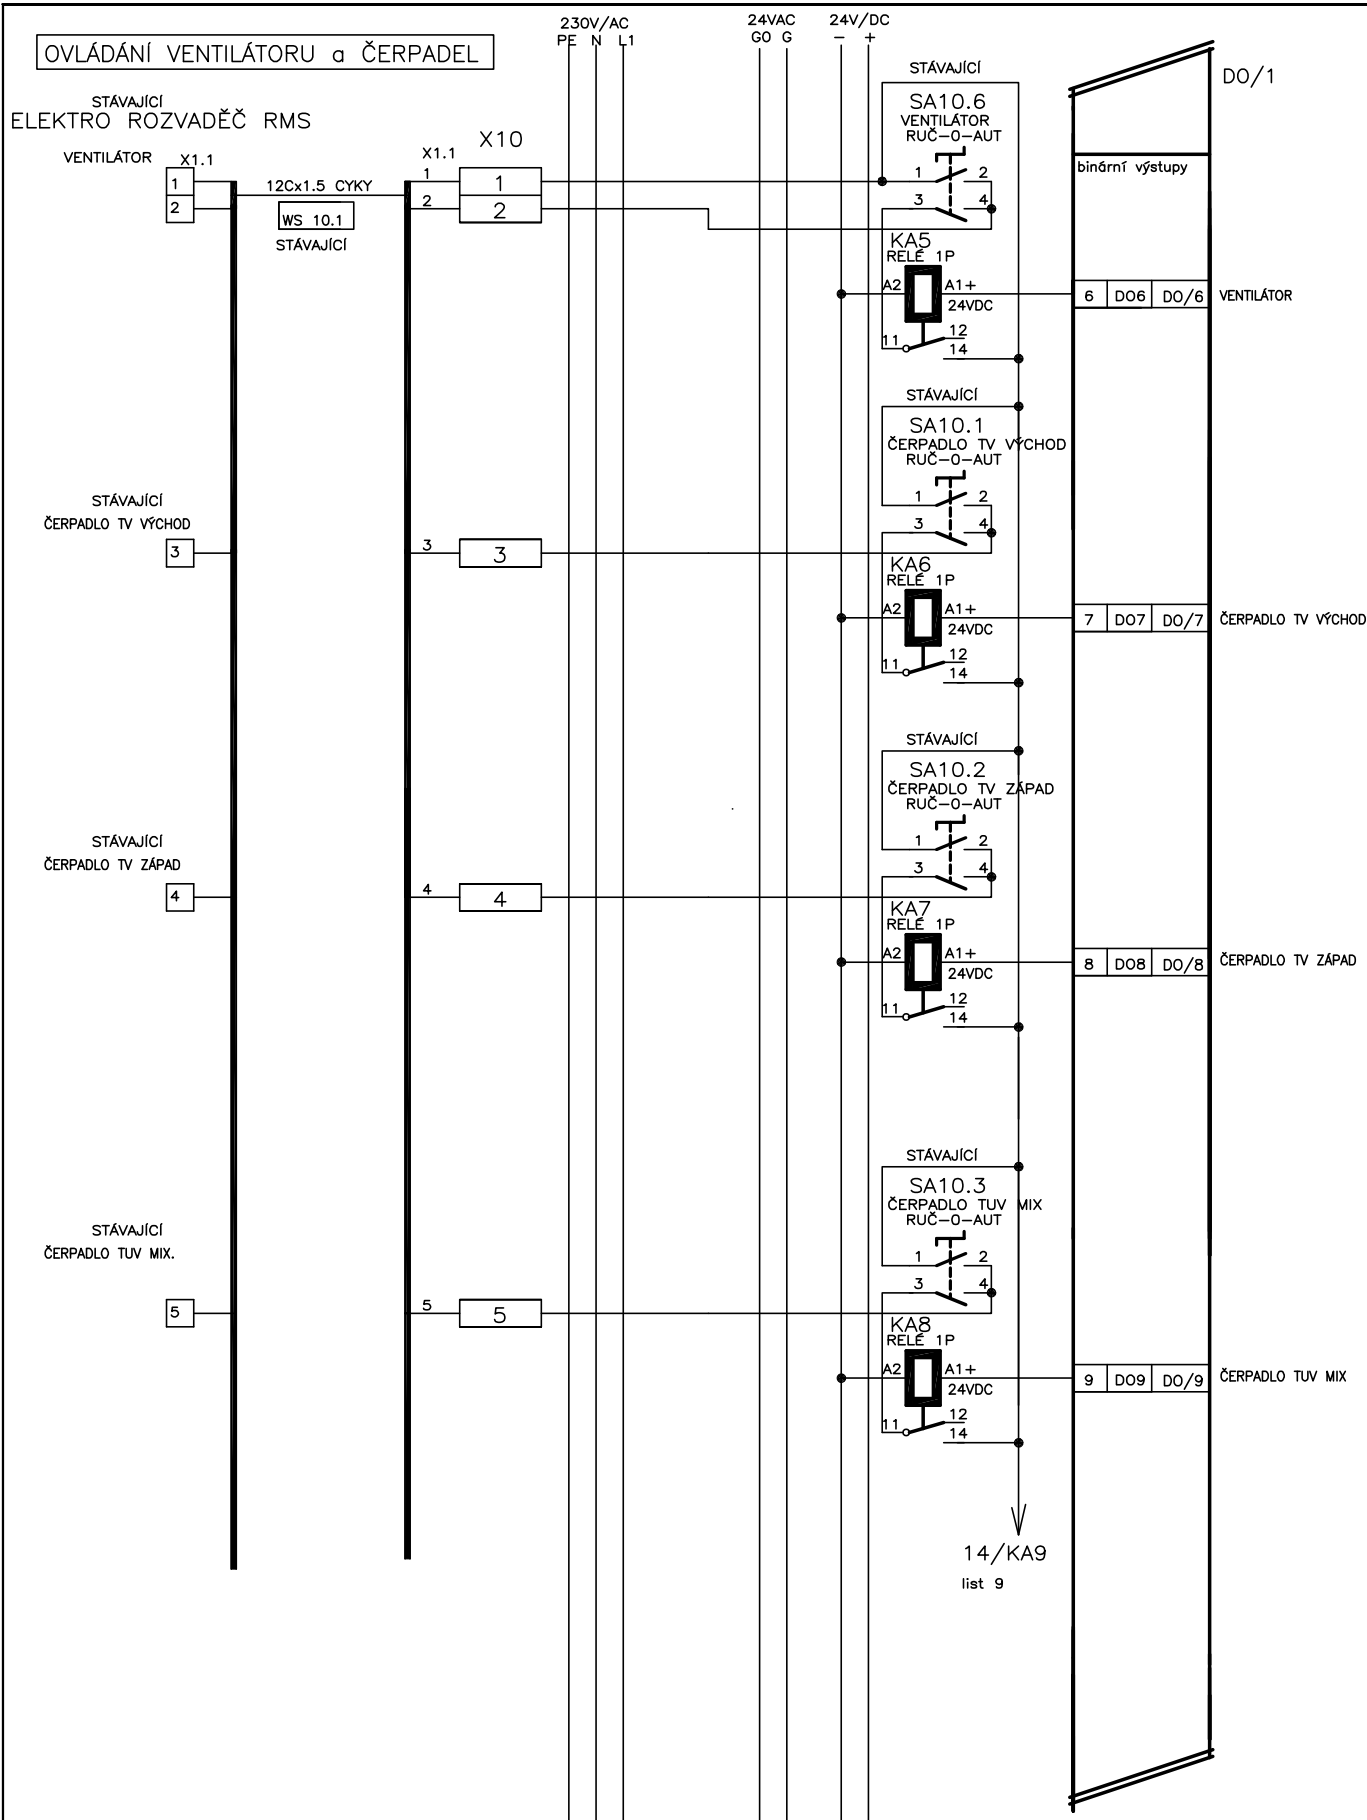 230V/AC
PE N L1
24VAC
G0 G
24V/DC
- +
OVLÁDÁNÍ VENTILÁTORU a ČERPADEL
STÁVAJÍCÍ
ELEKTRO ROZVADĚČ RMS
VENTILÁTOR
X1.1
1
2
12Cx1.5 CYKY
WS 10.1
STÁVAJÍCÍ
X1.1
X10
1
1
2
2
STÁVAJÍCÍ
SA10.6
VENTILÁTOR
RUČ-0-AUT
1 2
3 4
KA5
RELÉ 1P
A2 A1+
24VDC
12
11
14
DO/1
binární výstupy
6 DO6 DO/6 VENTILÁTOR
STÁVAJÍCÍ
ČERPADLO TV VÝCHOD
3
3
3
STÁVAJÍCÍ
SA10.1
ČERPADLO TV VÝCHOD
RUČ-0-AUT
1 2
3 4
KA6
RELÉ 1P
A2 A1+
24VDC
12
11
14
7 DO7 DO/7 ČERPADLO TV VÝCHOD
STÁVAJÍCÍ
ČERPADLO TV ZÁPAD
4
4
4
STÁVAJÍCÍ
SA10.2
ČERPADLO TV ZÁPAD
RUČ-0-AUT
1 2
3 4
KA7
RELÉ 1P
A2 A1+
24VDC
12
11
14
8 DO8 DO/8 ČERPADLO TV ZÁPAD
STÁVAJÍCÍ
ČERPADLO TUV MIX.
5
5
5
STÁVAJÍCÍ
SA10.3
ČERPADLO TUV MIX
RUČ-0-AUT
1 2
3 4
KA8
RELÉ 1P
A2 A1+
24VDC
12
11
14
9 DO9 DO/9 ČERPADLO TUV MIX
14/KA9
list 9